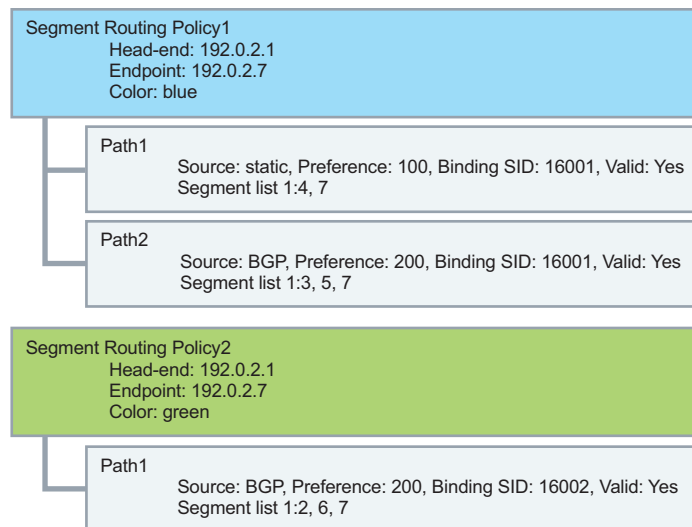 Segment Routing Policy1
Head-end: 192.0.2.1
Endpoint: 192.0.2.7
Color: blue
Path1
Source: static, Preference: 100, Binding SID: 16001, Valid: Yes
Segment list 1:4, 7
Path2
Source: BGP, Preference: 200, Binding SID: 16001, Valid: Yes
Segment list 1:3, 5, 7
Segment Routing Policy2
Head-end: 192.0.2.1
Endpoint: 192.0.2.7
Color: green
Path1
Source: BGP, Preference: 200, Binding SID: 16002, Valid: Yes
Segment list 1:2, 6, 7